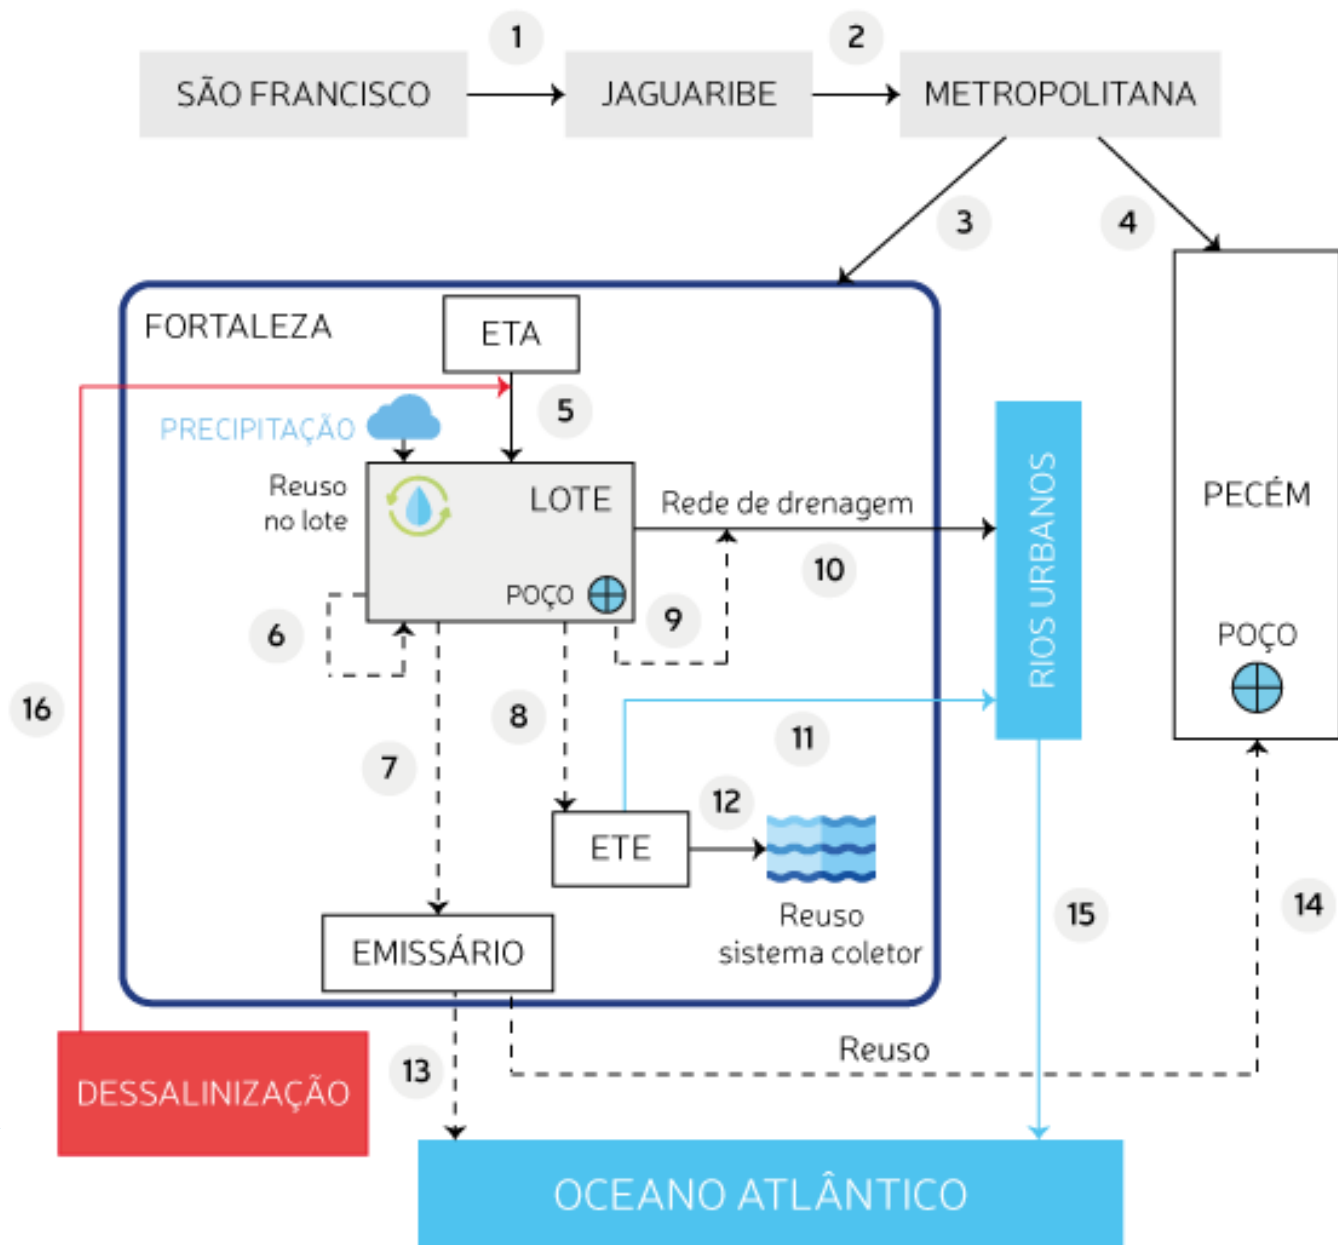 1
2
SÃO FRANCISCO
JAGUARIBE
METROPOLITANA
3
4
FORTALEZA
ETA
5
PRECIPITAÇÃO
Reuso
no lote
LOTE
Rede de drenagem
10
POÇO
6
9
RIOS URBANOS
PECÉM
POÇO
16
7
8
11
12
ETE
Reuso
sistema coletor
15
14
EMISSÁRIO
Reuso
13
DESSALINIZAÇÃO
OCEANO ATLÂNTICO